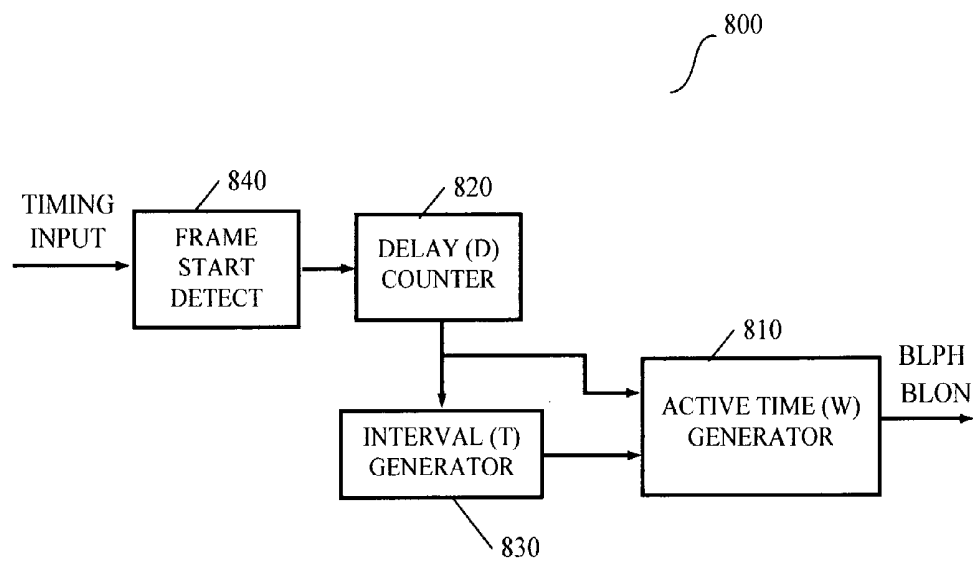 800
840
TIMING
INPUT
FRAME
START
DETECT
820
DELAY (D)
COUNTER
810
ACTIVE TIME (W)
GENERATOR
BLPH
BLON
INTERVAL (T)
GENERATOR
830